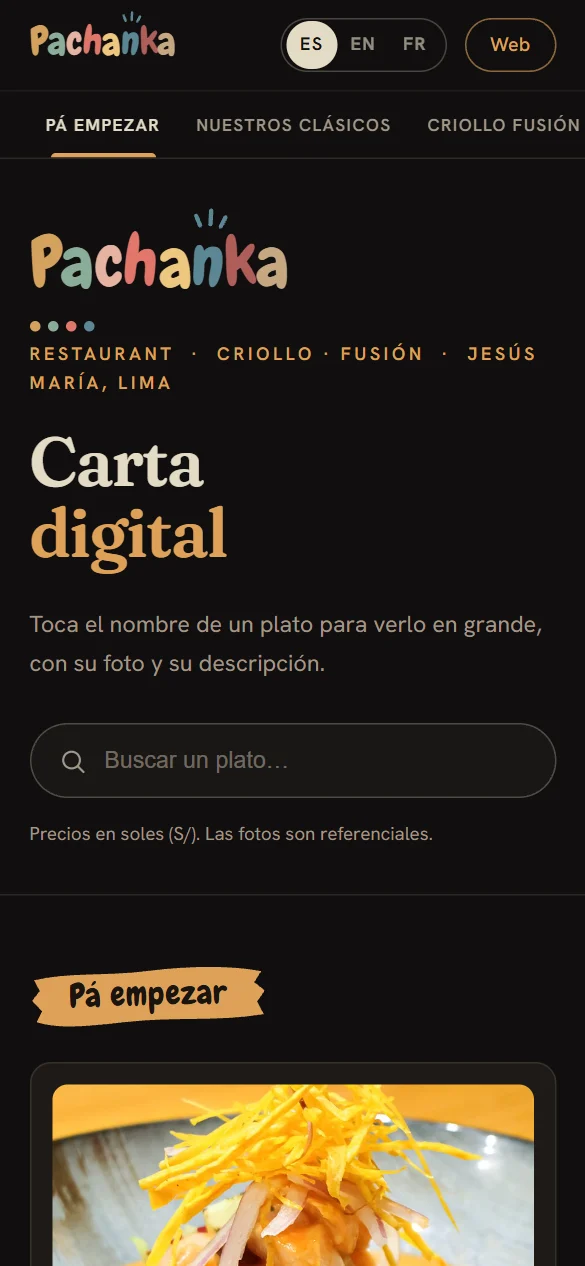 Pachanka
ES EN FR
Web
PÁ EMPEZAR NUESTROS CLÁSICOS CRIOLLO FUSIÓN
Pachanka
RESTAURANT · CRIOLLO · FUSIÓN · JESÚS
MARÍA, LIMA
Carta
digital
Toca el nombre de un plato para verlo en grande,
con su foto y su descripción.
Buscar un plato...
Precios en soles (S/). Las fotos son referenciales.
Pá empezar